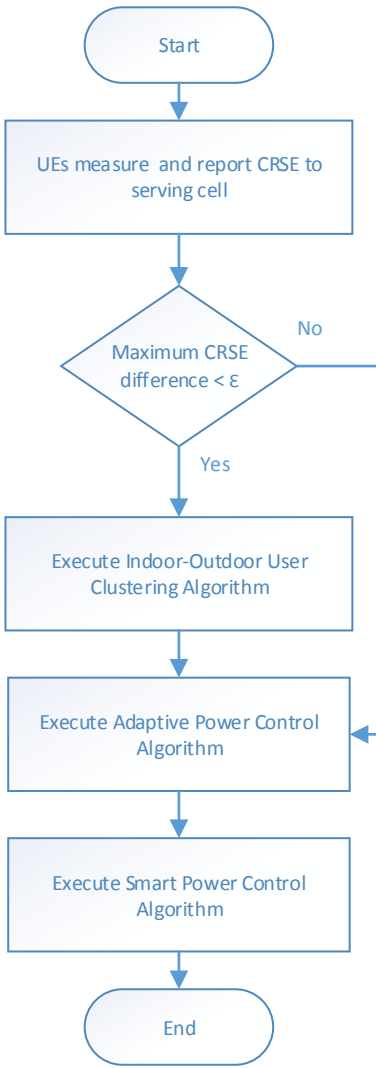 Start
UEs measure and report CRSE to
serving cell
No
Maximum CRSE
difference < ε
Yes
Execute Indoor-Outdoor User
Clustering Algorithm
Execute Adaptive Power Control
Algorithm
Execute Smart Power Control
Algorithm
End